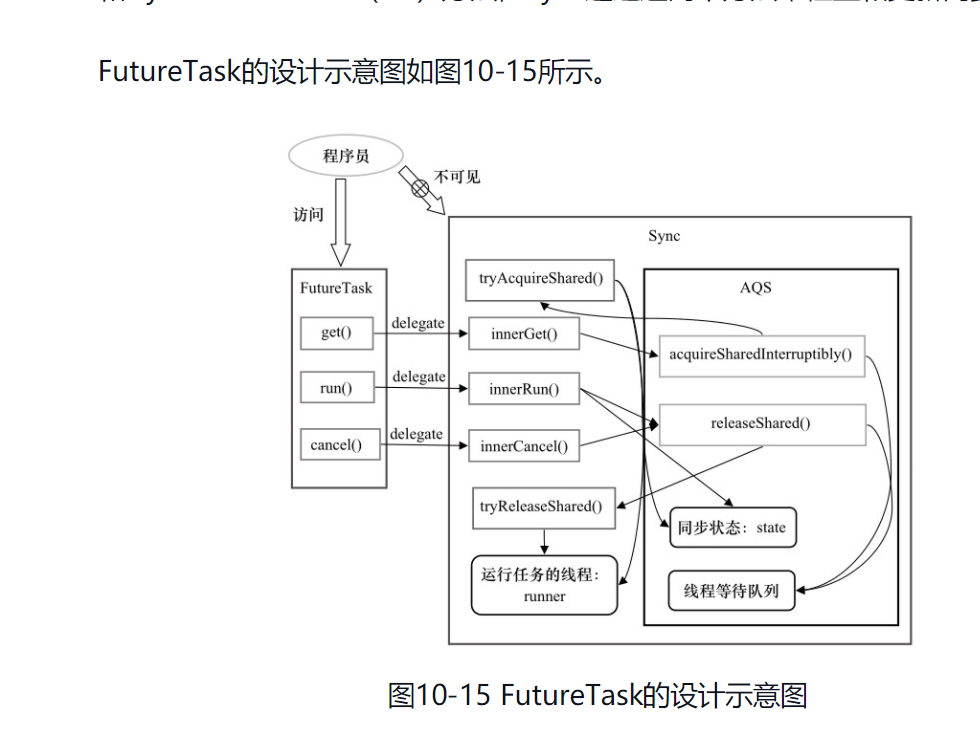 FutureTask的设计示意图如图10-15所示。
程序员
不可见
访问
Sync
tryAcquireShared()
AQS
FutureTask
get()
delegate
innerGet()
acquireSharedInterruptibly()
run()
delegate
innerRun()
releaseShared()
cancel()
delegate
innerCancel()
tryReleaseShared()
同步状态：state
运行任务的线程：
runner
线程等待队列
图10-15 FutureTask的设计示意图